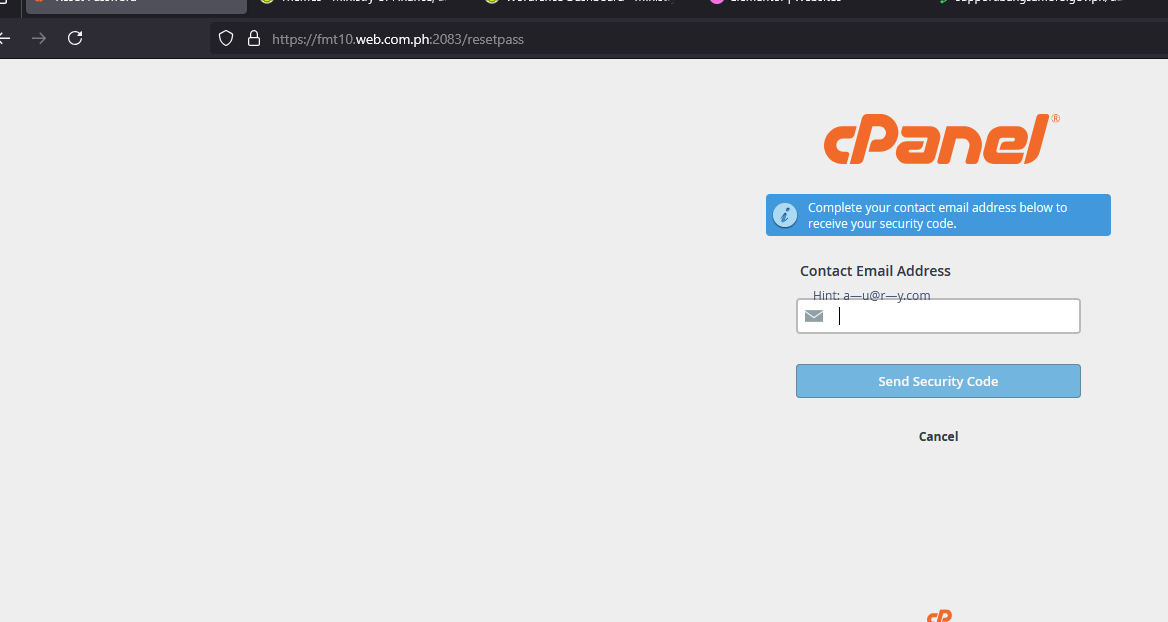 https://fmt10.web.com.ph:2083/resetpass
cPanel®
Complete your contact email address below to
receive your security code.
Contact Email Address
Hint: a—u@r—y.com
Send Security Code
Cancel
cP